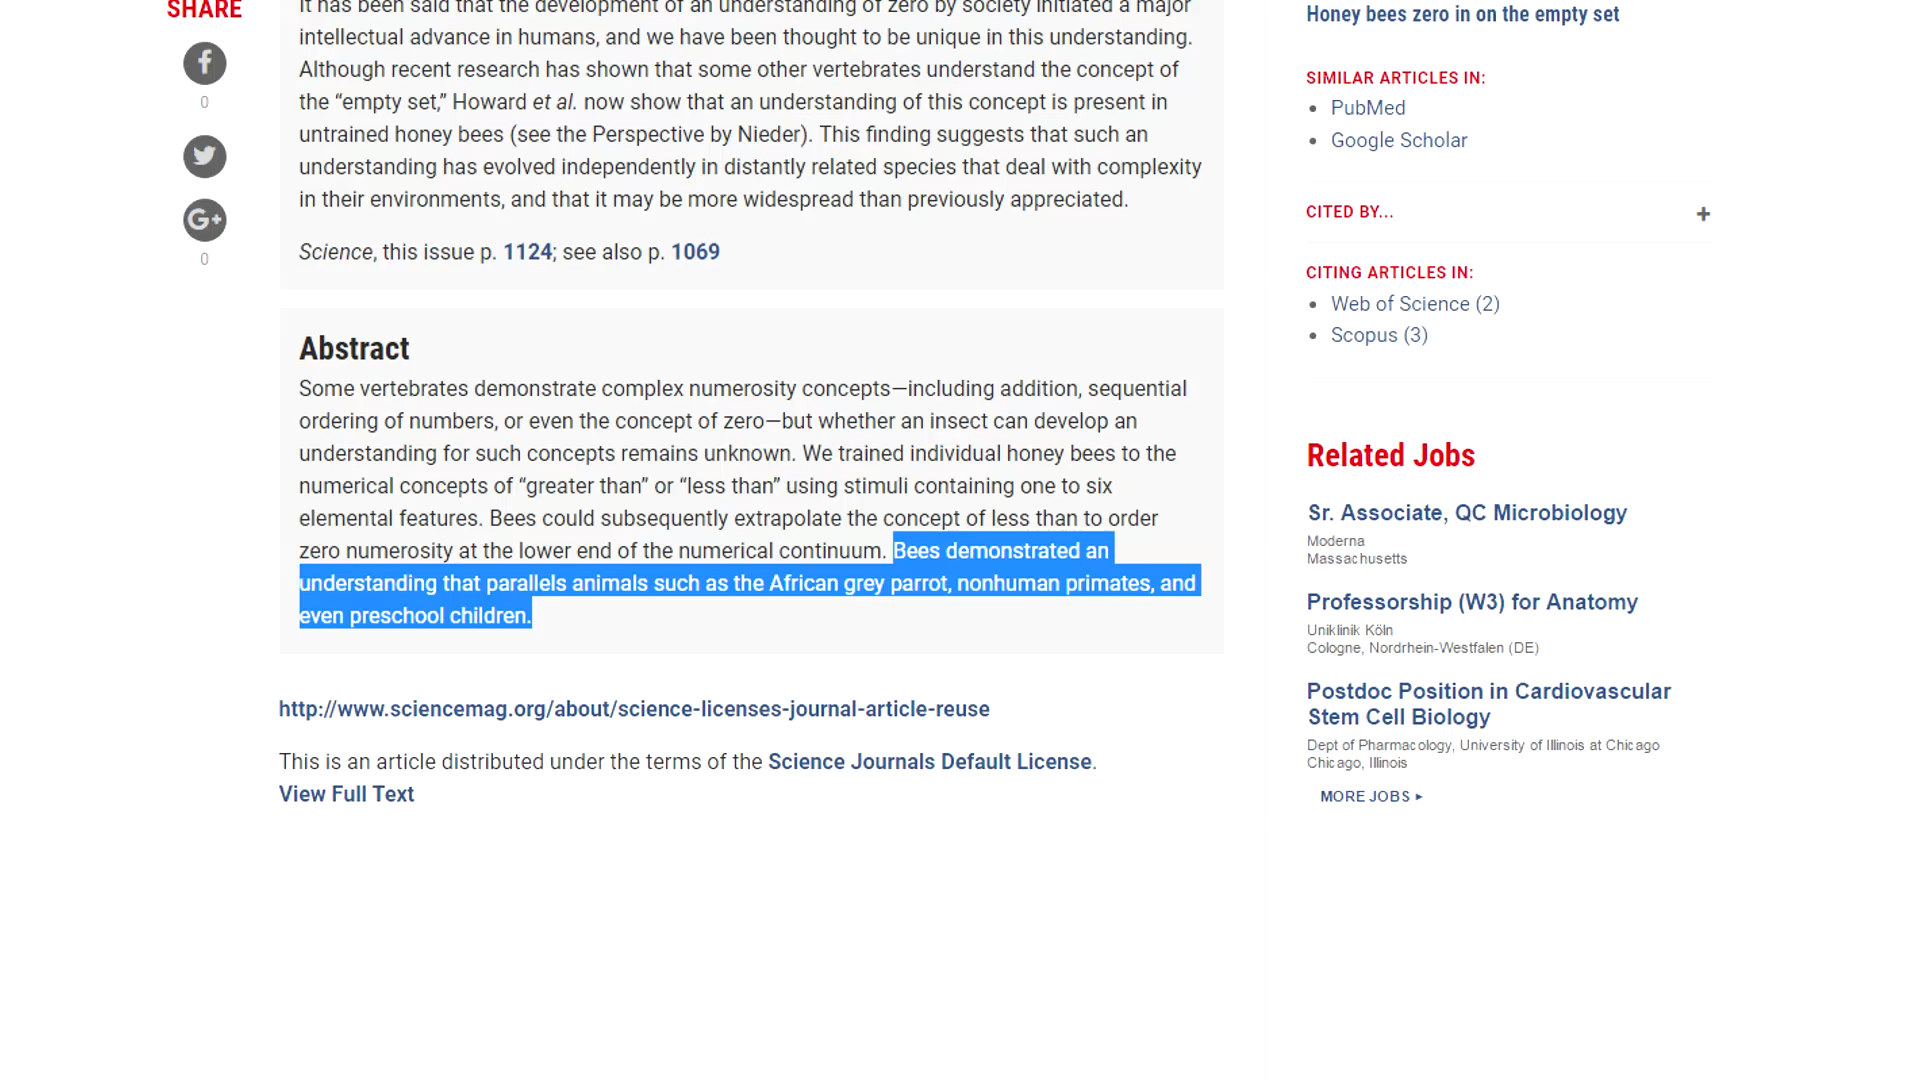 SHARE
0
0
It has been said that the development of an understanding of zero by society initiated a major
intellectual advance in humans, and we have been thought to be unique in this understanding.
Although recent research has shown that some other vertebrates understand the concept of
the “empty set,” Howard et al. now show that an understanding of this concept is present in
untrained honey bees (see the Perspective by Nieder). This finding suggests that such an
understanding has evolved independently in distantly related species that deal with complexity
in their environments, and that it may be more widespread than previously appreciated.
Science, this issue p. 1124; see also p. 1069
Abstract
Some vertebrates demonstrate complex numerosity concepts—including addition, sequential
ordering of numbers, or even the concept of zero—but whether an insect can develop an
understanding for such concepts remains unknown. We trained individual honey bees to the
numerical concepts of “greater than” or “less than” using stimuli containing one to six
elemental features. Bees could subsequently extrapolate the concept of less than to order
zero numerosity at the lower end of the numerical continuum. Bees demonstrated an
understanding that parallels animals such as the African grey parrot, nonhuman primates, and
even preschool children.
http://www.sciencemag.org/about/science-licenses-journal-article-reuse
This is an article distributed under the terms of the Science Journals Default License.
View Full Text
Honey bees zero in on the empty set
SIMILAR ARTICLES IN:
• PubMed
• Google Scholar
CITED BY...
+
CITING ARTICLES IN:
• Web of Science (2)
• Scopus (3)
Related Jobs
Sr. Associate, QC Microbiology
Moderna
Massachusetts
Professorship (W3) for Anatomy
Uniklinik Köln
Cologne, Nordrhein-Westfalen (DE)
Postdoc Position in Cardiovascular
Stem Cell Biology
Dept of Pharmacology, University of Illinois at Chicago
Chicago, Illinois
MORE JOBS ▸